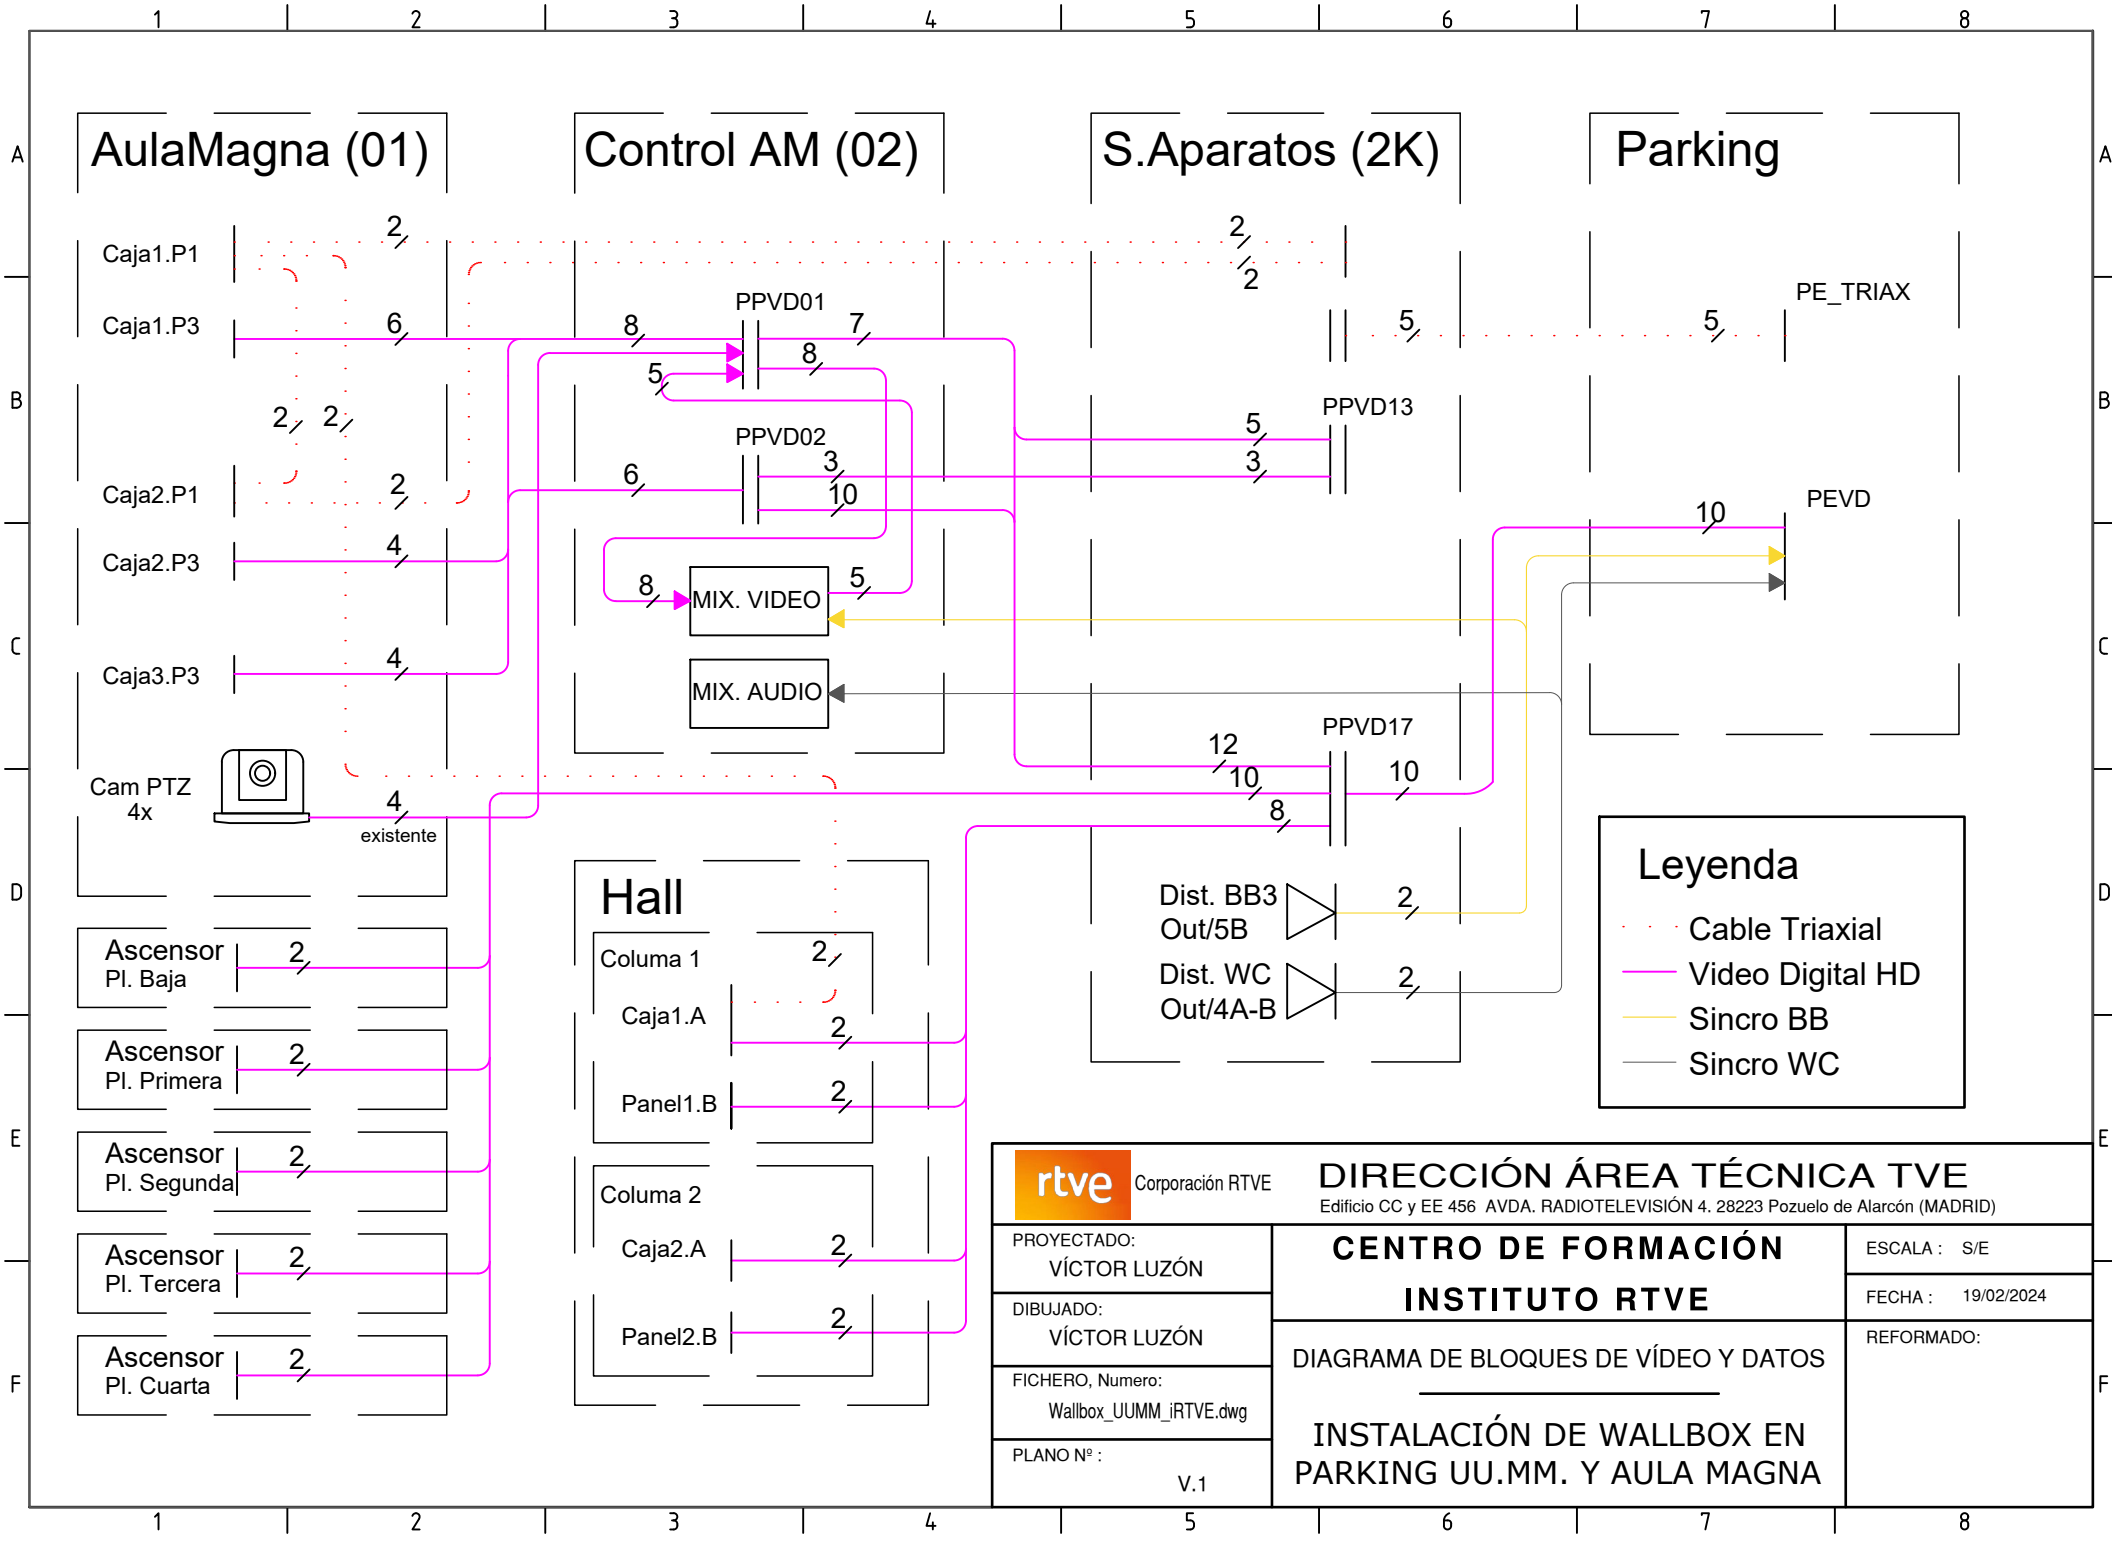 1 2 3 4 5 6 7 8
A A
B B
C C
D D
E E
F F
AulaMagna (01)
Caja1.P1
2
Caja1.P3
6
2 2
Caja2.P1
2
Caja2.P3
4
Caja3.P3
4
Cam PTZ
4x
4
existente
Ascensor
Pl. Baja
2
Ascensor
Pl. Primera
2
Ascensor
Pl. Segunda
2
Ascensor
Pl. Tercera
2
Ascensor
Pl. Cuarta
2
Control AM (02)
PPVD01
8 7
8
5
PPVD02
6 3
10
MIX. VIDEO
8 5
MIX. AUDIO
Hall
Columa 1
2
Caja1.A
2
Panel1.B
2
Columa 2
Caja2.A
2
Panel2.B
2
S.Aparatos (2K)
2
2
5
PPVD13
5
3
PPVD17
12
10 10
8
Dist. BB3
Out/5B
2
Dist. WC
Out/4A-B
2
Parking
PE_TRIAX
5
PEVD
10
Leyenda
Cable Triaxial
Video Digital HD
Sincro BB
Sincro WC
rtve Corporación RTVE
DIRECCIÓN ÁREA TÉCNICA TVE
Edificio CC y EE 456 AVDA. RADIOTELEVISIÓN 4. 28223 Pozuelo de Alarcón (MADRID)
PROYECTADO:
VÍCTOR LUZÓN
DIBUJADO:
VÍCTOR LUZÓN
FICHERO, Numero:
Wallbox_UUMM_iRTVE.dwg
PLANO Nº :
V.1
CENTRO DE FORMACIÓN
INSTITUTO RTVE
DIAGRAMA DE BLOQUES DE VÍDEO Y DATOS
INSTALACIÓN DE WALLBOX EN
PARKING UU.MM. Y AULA MAGNA
ESCALA : S/E
FECHA : 19/02/2024
REFORMADO:
1 2 3 4 5 6 7 8